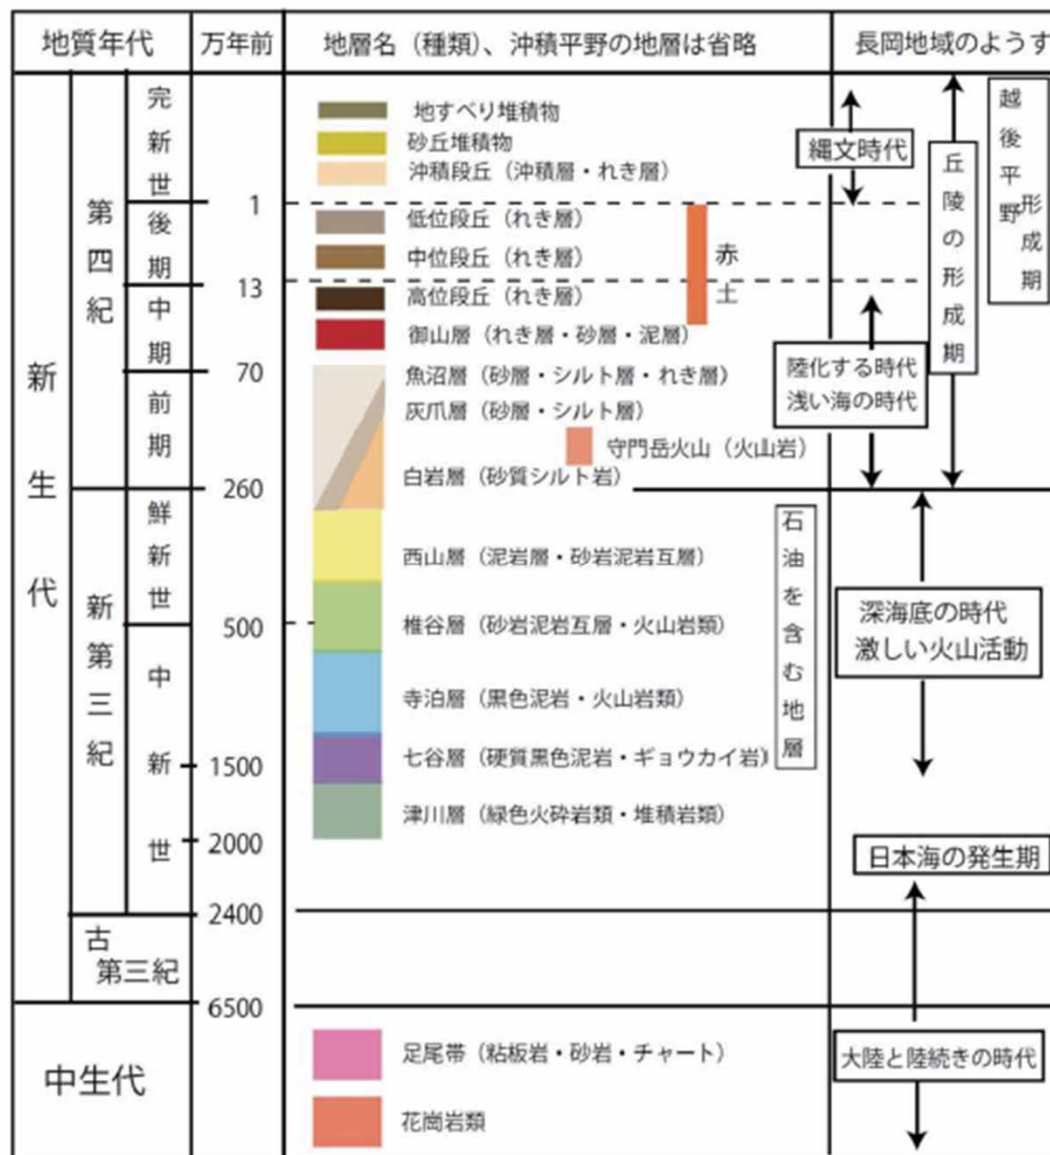 地質年代
万年前
地層名（種類）、沖積平野の地層は省略
長岡地域のようす
新生代
第四紀
完新世
後期
中期
前期
新第三紀
鮮新世
中新世
古
第三紀
中生代
1
13
70
260
500
1500
2000
2400
6500
地すべり堆積物
砂丘堆積物
沖積段丘（沖積層・れき層）
低位段丘（れき層）
中位段丘（れき層）
高位段丘（れき層）
御山層（れき層・砂層・泥層）
赤土
魚沼層（砂層・シルト層・れき層）
灰爪層（砂層・シルト層）
守門岳火山（火山岩）
白岩層（砂質シルト岩）
西山層（泥岩層・砂岩泥岩互層）
椎谷層（砂岩泥岩互層・火山岩類）
寺泊層（黒色泥岩・火山岩類）
七谷層（硬質黒色泥岩・ギョウカイ岩）
津川層（緑色火砕岩類・堆積岩類）
足尾帯（粘板岩・砂岩・チャート）
花崗岩類
石油を含む地層
縄文時代
丘陵の形成期
越後平野
形成期
陸化する時代
浅い海の時代
深海底の時代
激しい火山活動
日本海の発生期
大陸と陸続きの時代